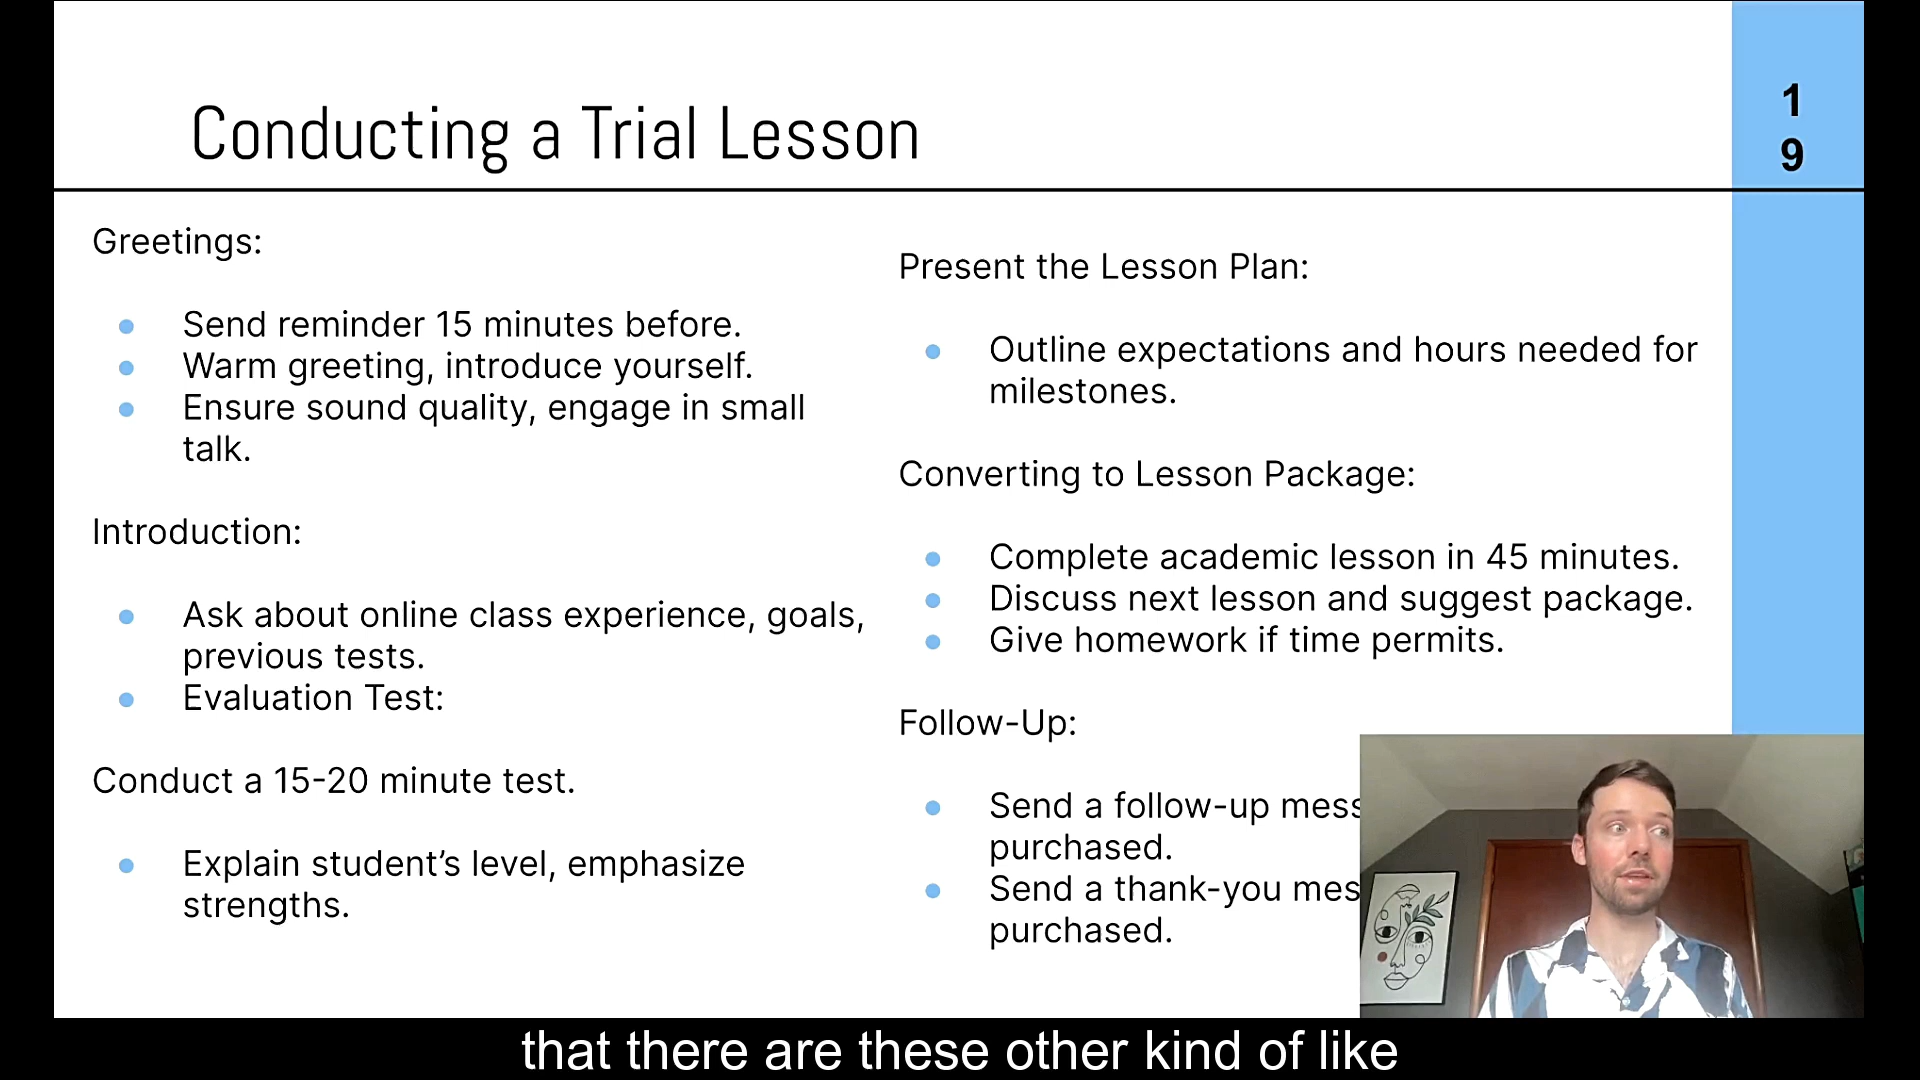 Conducting a Trial Lesson
1
9
Greetings:
Send reminder 15 minutes before.
Warm greeting, introduce yourself.
Ensure sound quality, engage in small
talk.
Introduction:
Ask about online class experience, goals,
previous tests.
Evaluation Test:
Conduct a 15-20 minute test.
Explain student’s level, emphasize
strengths.
Present the Lesson Plan:
Outline expectations and hours needed for
milestones.
Converting to Lesson Package:
Complete academic lesson in 45 minutes.
Discuss next lesson and suggest package.
Give homework if time permits.
Follow-Up:
Send a follow-up
purchased.
Send a thank-you
purchased.
that there are these other kind of like